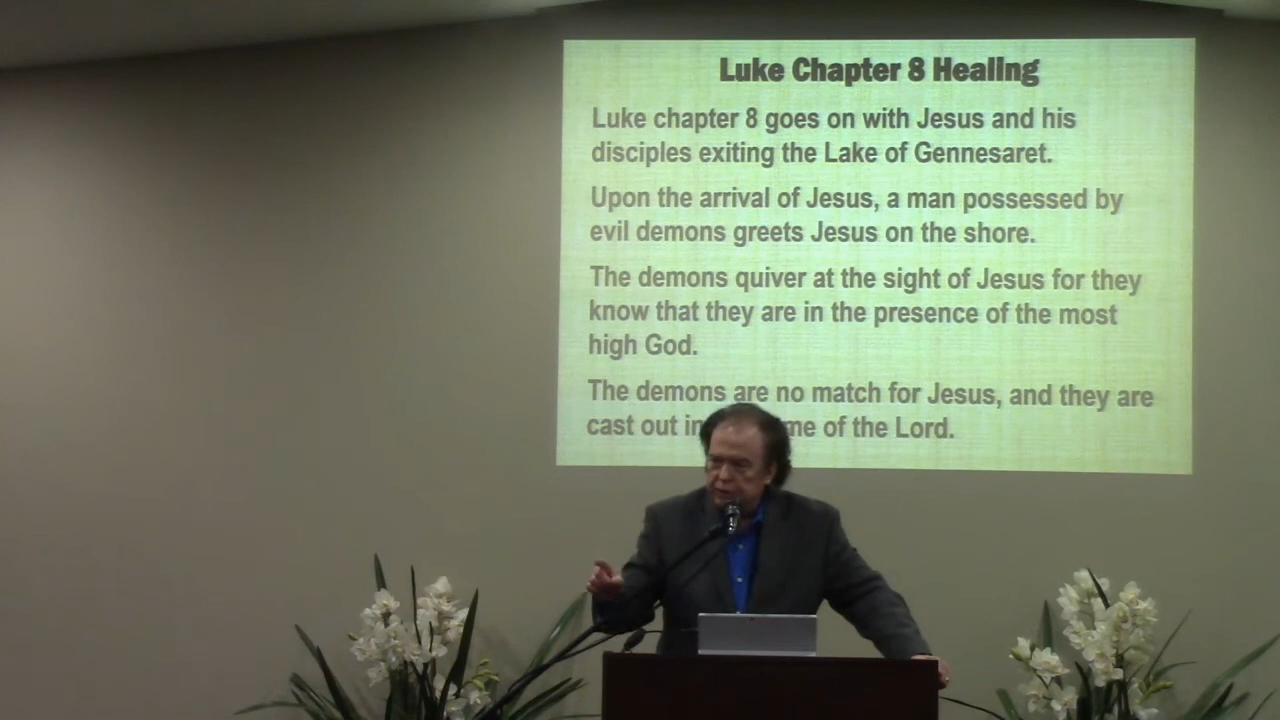 Luke Chapter 8 Healing
Luke chapter 8 goes on with Jesus and his
disciples exiting the Lake of Gennesaret.
Upon the arrival of Jesus, a man possessed by
evil demons greets Jesus on the shore.
The demons quiver at the sight of Jesus for they
know that they are in the presence of the most
high God.
The demons are no match for Jesus, and they are
cast out in me of the Lord.